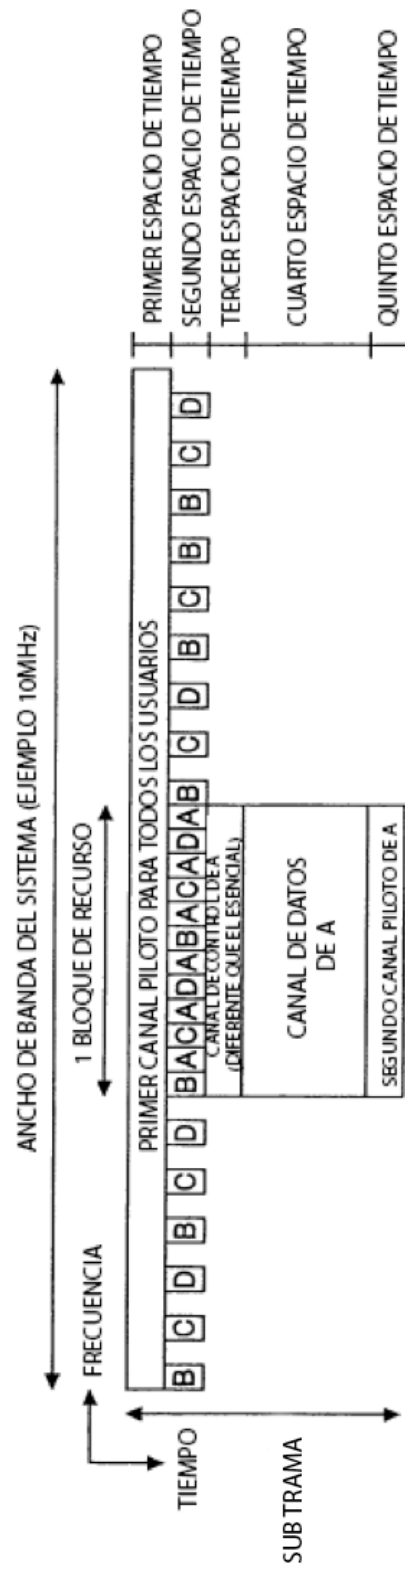 ANCHO DE BANDA DEL SISTEMA (EJEMPLO 10MHz)
FRECUENCIA
1 BLOQUE DE RECURSO
TIEMPO
PRIMER CANAL PILOTO PARA TODOS LOS USUARIOS
PRIMER ESPACIO DE TIEMPO
B C D B C D B A C A D A B A C A D A B C D B C B B C D
SEGUNDO ESPACIO DE TIEMPO
CANAL DE CONTROL DE A
(DIFERENTE QUE EL ESENCIAL)
TERCER ESPACIO DE TIEMPO
SUB TRAMA
CANAL DE DATOS
DE A
CUARTO ESPACIO DE TIEMPO
SEGUNDO CANAL PILOTO DE A
QUINTO ESPACIO DE TIEMPO